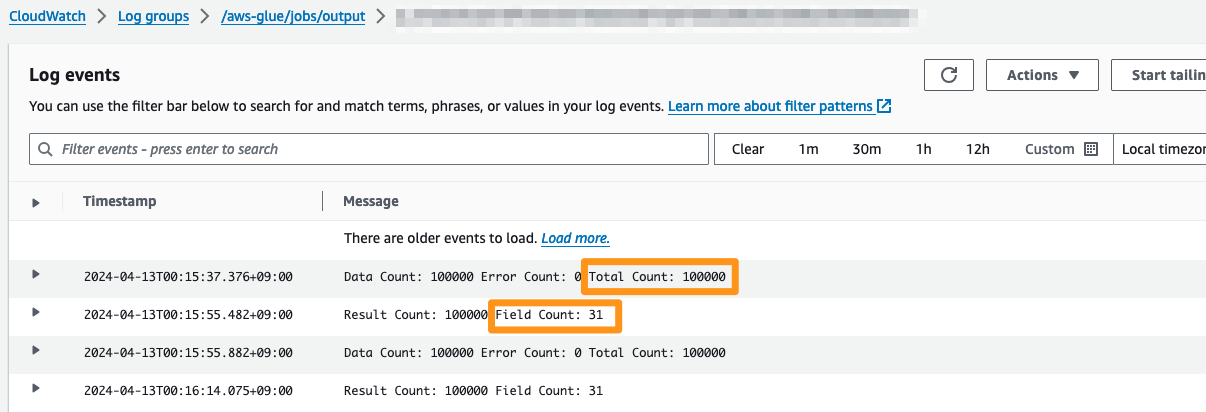 CloudWatch > Log groups > /aws-glue/jobs/output >
Log events
Actions ▼
Start tailin
You can use the filter bar below to search for and match terms, phrases, or values in your log events. Learn more about filter patterns
Filter events - press enter to search
Clear 1m 30m 1h 12h Custom Local timezor
Timestamp Message
There are older events to load. Load more.
2024-04-13T00:15:37.376+09:00 Data Count: 100000 Error Count: 0 Total Count: 100000
2024-04-13T00:15:55.482+09:00 Result Count: 100000 Field Count: 31
2024-04-13T00:15:55.882+09:00 Data Count: 100000 Error Count: 0 Total Count: 100000
2024-04-13T00:16:14.075+09:00 Result Count: 100000 Field Count: 31